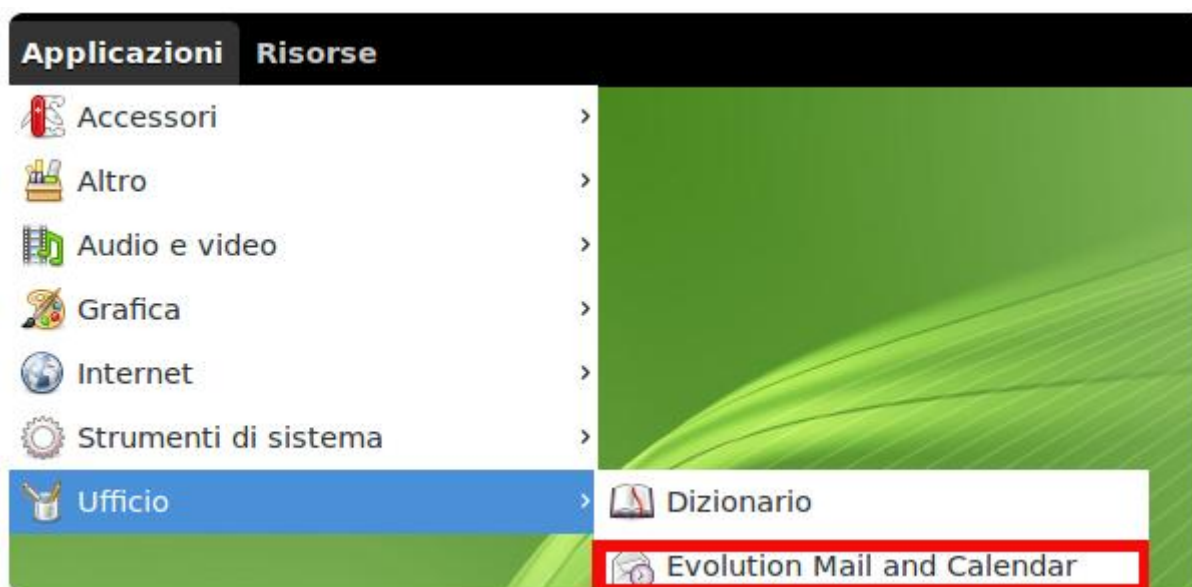 Applicazioni Risorse
Accessori
Altro
Audio e video
Grafica
Internet
Strumenti di sistema
Ufficio
Dizionario
Evolution Mail and Calendar